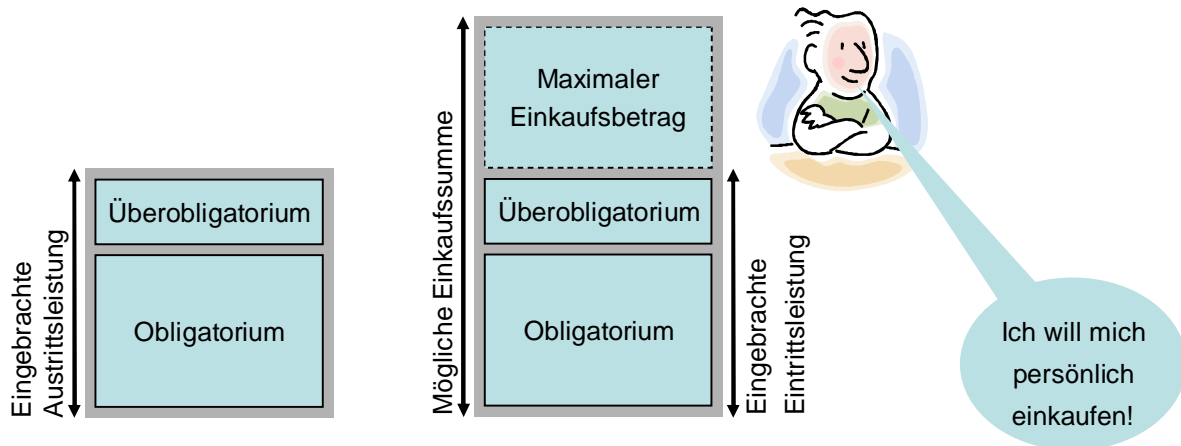 Eingebrachte
Austrittsleistung
Überobligatorium
Obligatorium
Mögliche Einkaufssumme
Maximaler
Einkaufsbetrag
Überobligatorium
Obligatorium
Eingebrachte
Eintrittsleistung
Ich will mich
persönlich
einkaufen!